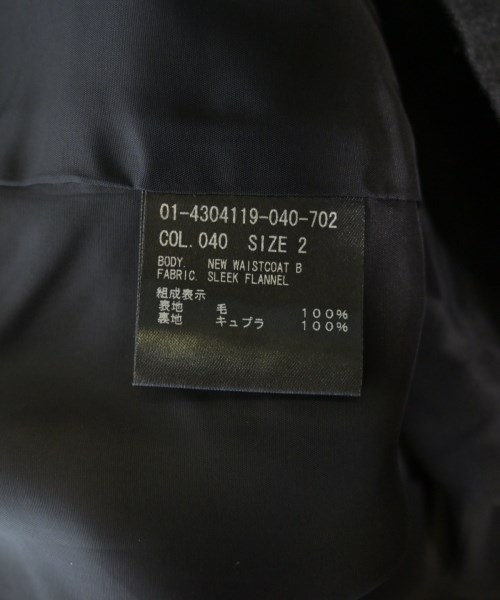 01-4304119-040-702
COL.040 SIZE 2
BODY. NEW WAISTCOAT B
FABRIC. SLEEK FLANNEL
組成表示
表地 毛 100%
裏地 キュプラ 100%